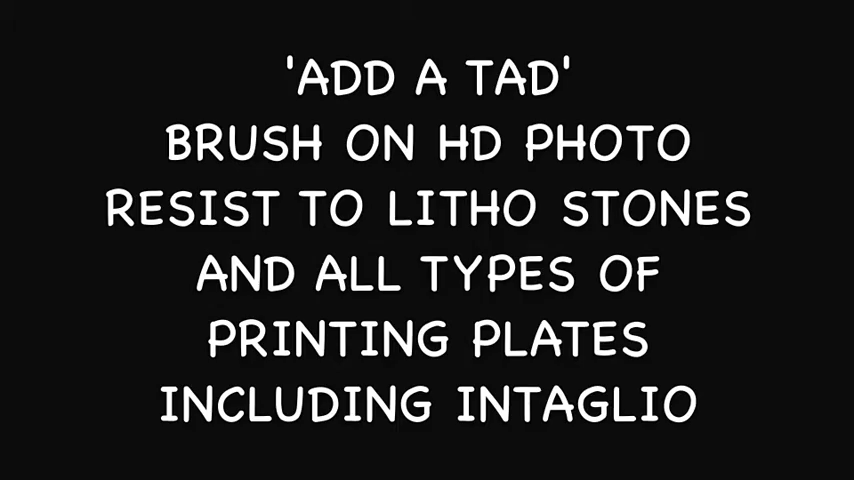 'ADD A TAD'
BRUSH ON HD PHOTO
RESIST TO LITHO STONES
AND ALL TYPES OF
PRINTING PLATES
INCLUDING INTAGLIO